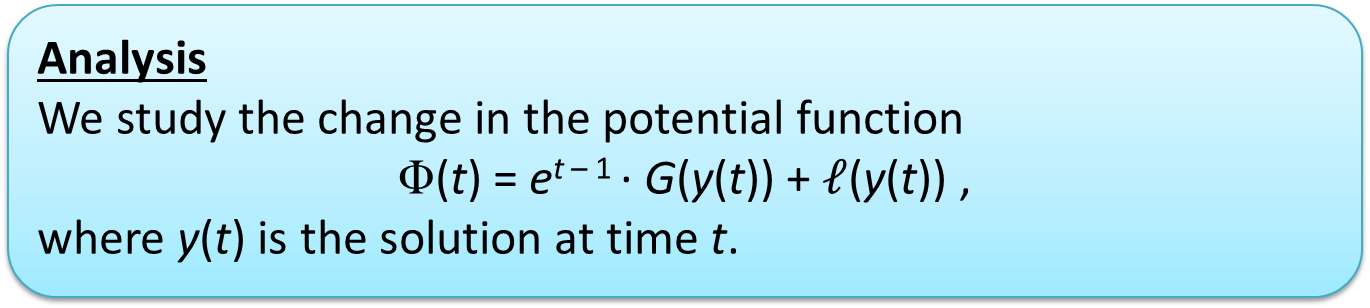 Analysis
We study the change in the potential function
Φ(t) = e^{t – 1} · G(y(t)) + ℓ(y(t)) ,
where y(t) is the solution at time t.